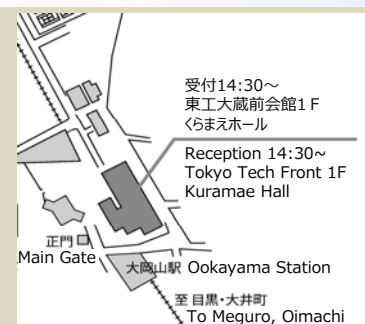 受付14:30～
東工大蔵前会館1Ｆ
くらまえホール
Reception 14:30~
Tokyo Tech Front 1F
Kuramae Hall
正門
Main Gate
大岡山駅 Ookayama Station
至 目黒・大井町
To Meguro, Oimachi